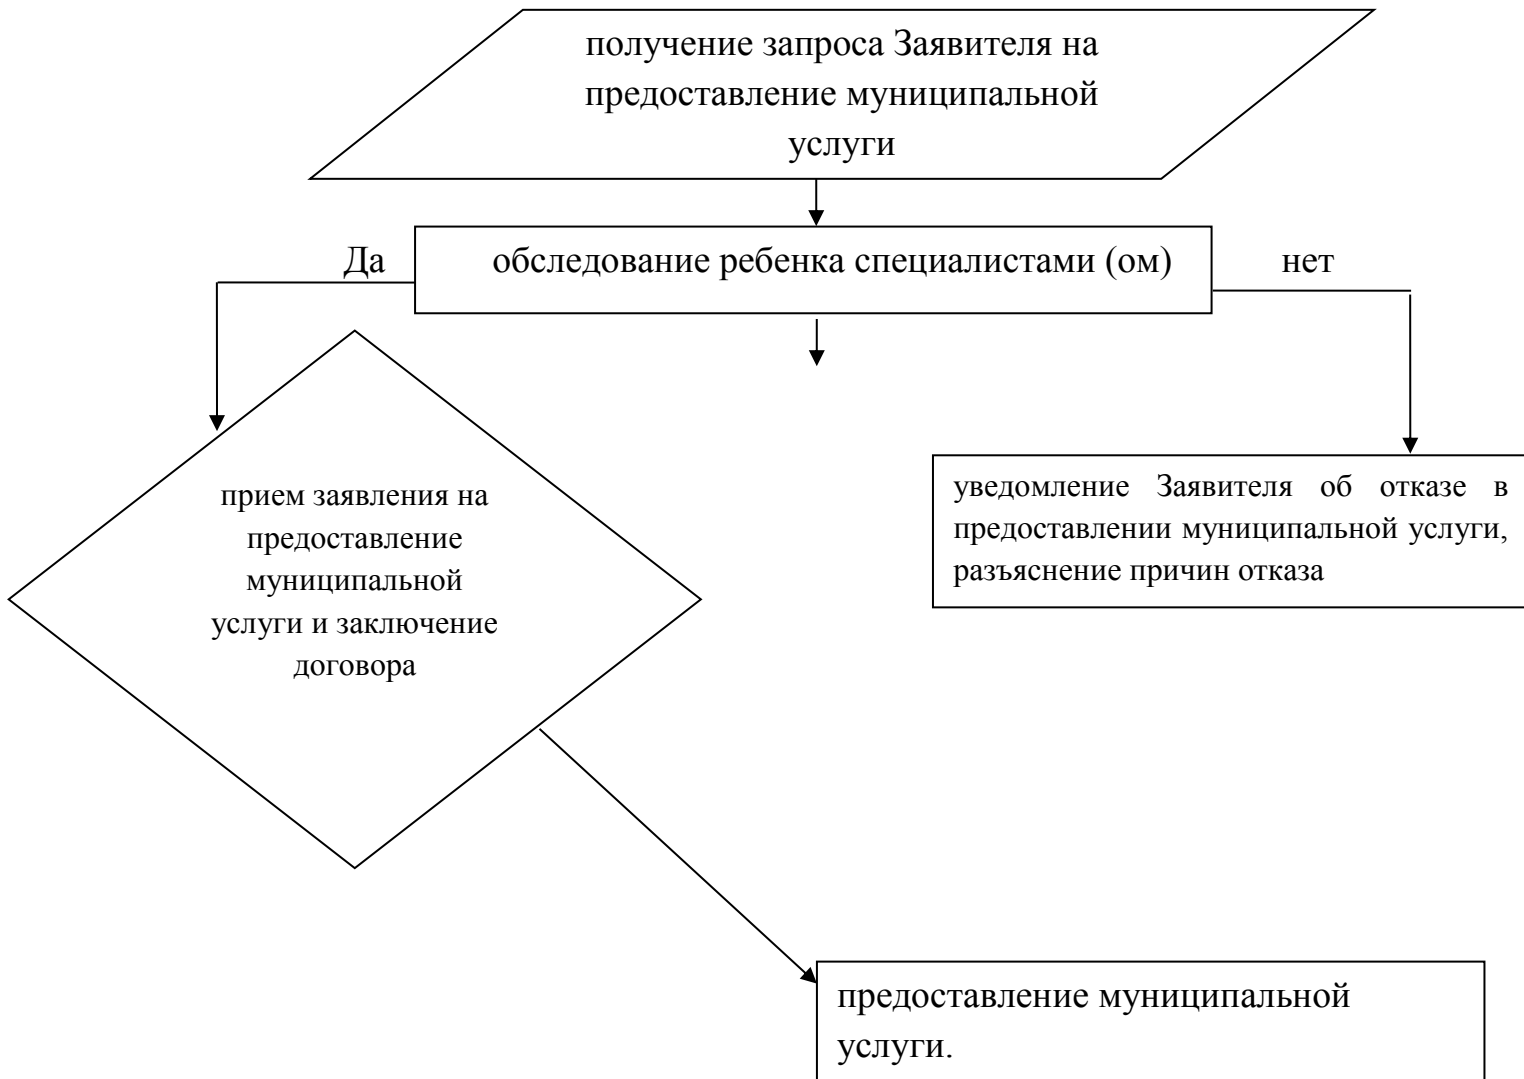 получение запроса Заявителя на
предоставление муниципальной
услуги
Да
обследование ребенка специалистами (ом)
нет
прием заявления на
предоставление
муниципальной
услуги и заключение
договора
уведомление Заявителя об отказе в
предоставлении муниципальной услуги,
разъяснение причин отказа
предоставление муниципальной
услуги.